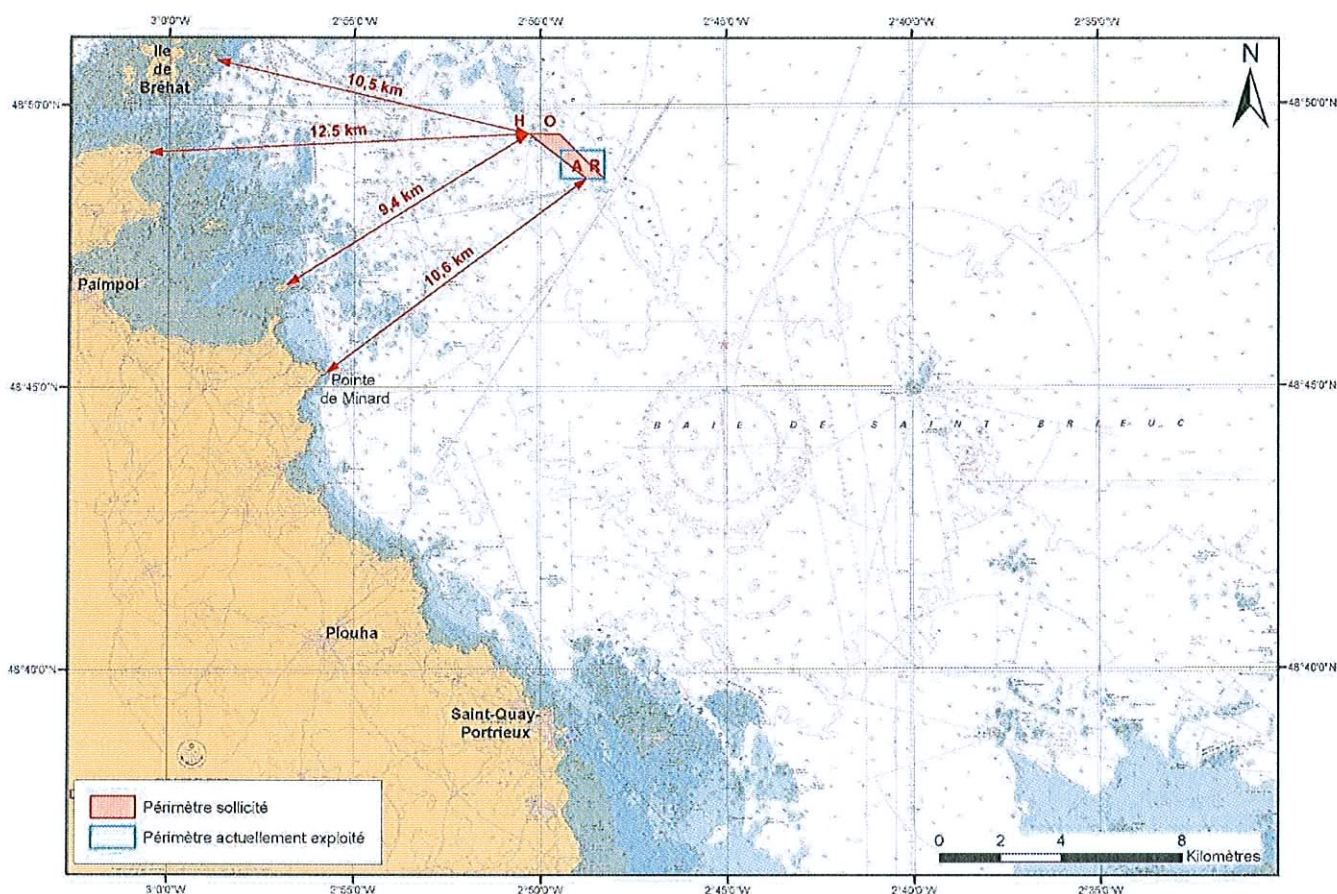 3°0'0"W 2°55'0"W 2°50'0"W 2°45'0"W 2°40'0"W 2°35'0"W
Ile
de
Bréhat
N
48°50'0"N 48°50'0"N
10,5 km
H O
12.5 km
A R
9,4 km
10,6 km
Paimpol
48°45'0"N 48°45'0"N
Pointe
de Minard
BAIE DE SAINT-BRIEUC
Plouha
48°40'0"N 48°40'0"N
Saint-Quay-
Portrieux
Périmètre sollicité
Périmètre actuellement exploité
0 2 4 8
Kilomètres
3°0'0"W 2°55'0"W 2°50'0"W 2°45'0"W 2°40'0"W 2°35'0"W